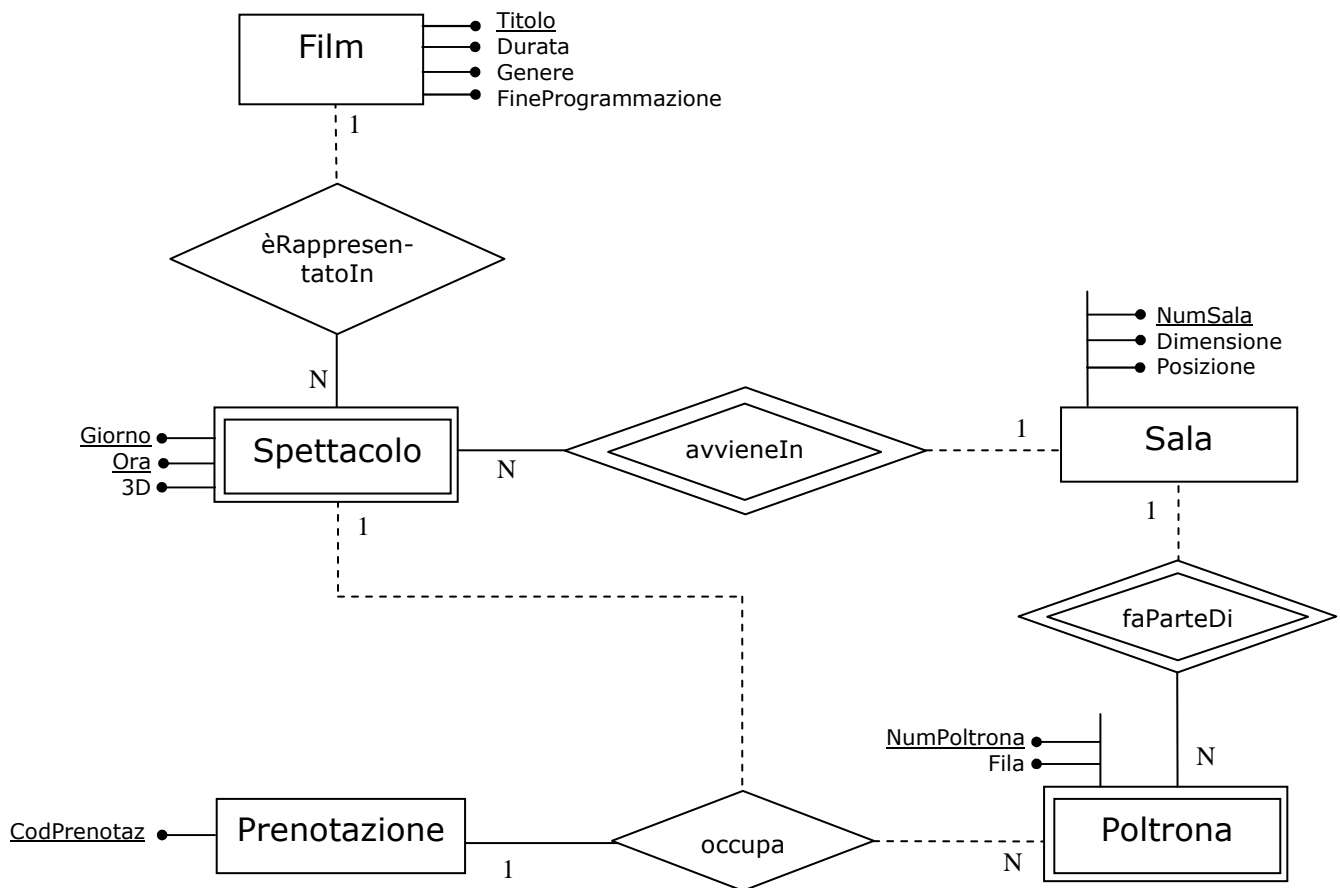 Film
Titolo
Durata
Genere
FineProgrammazione
1
èRappresen-
tatoIn
N
Giorno
Ora
3D
Spettacolo
N
avvieneIn
1
NumSala
Dimensione
Posizione
Sala
1
1
faParteDi
NumPoltrona
Fila
N
CodPrenotaz
Prenotazione
1
occupa
N
Poltrona